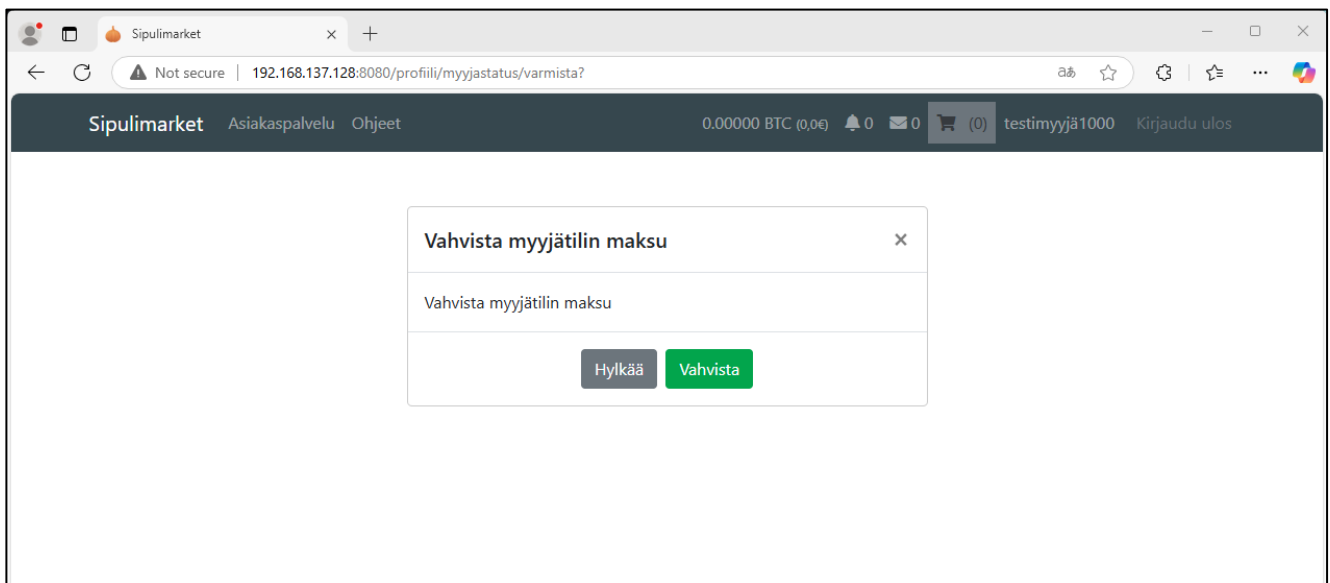 Sipulimarket
Not secure 192.168.137.128:8080/profiili/myyjastatus/varmista?
Sipulimarket Asiakaspalvelu Ohjeet 0.00000 BTC (0,0€) 0 0 (0) testimyyjä1000 Kirjaudu ulos
Vahvista myyjätilin maksu ×
Vahvista myyjätilin maksu
Hylkää Vahvista